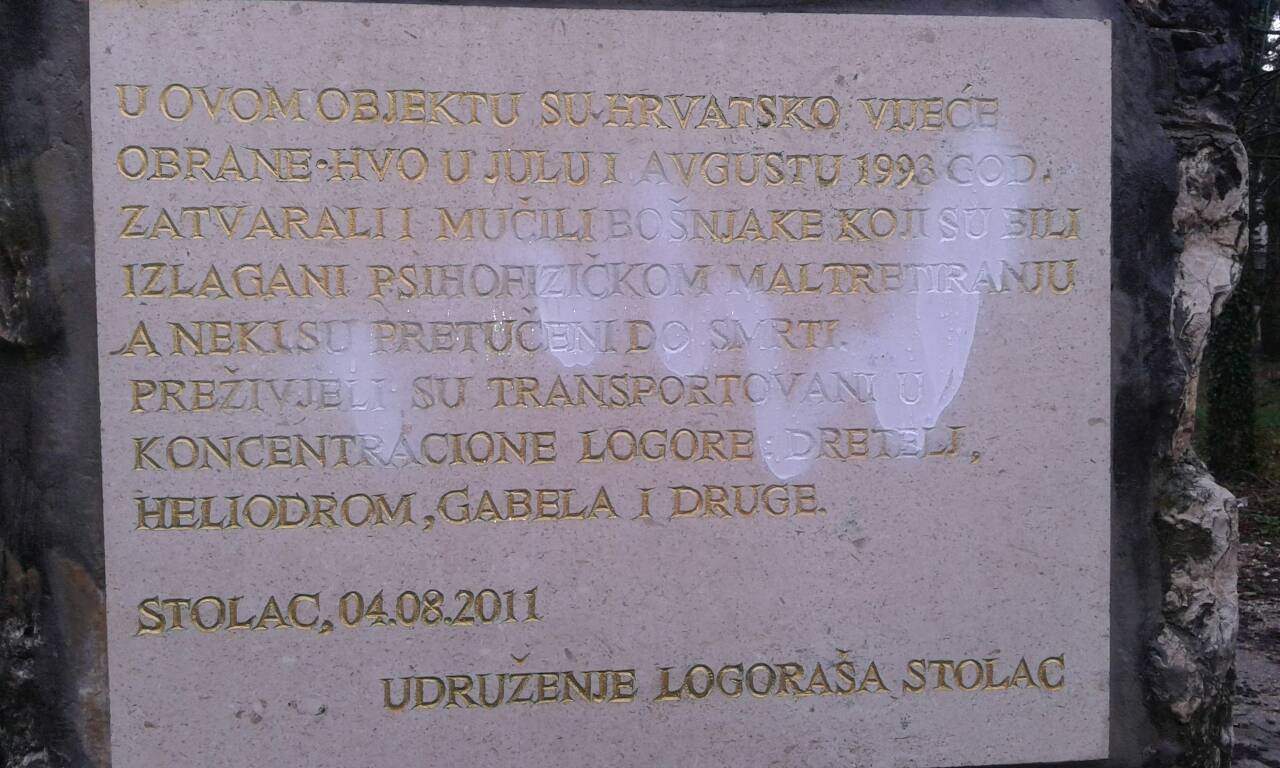 U OVOM OBJEKTU SU HRVATSKO VIJEĆE
OBRANE·HVO U JULU I AVGUSTU 1993 GOD.
ZATVARALI I MUČILI BOŠNJAKE KOJI SU BILI
IZLAGANI PSIHOFIZIČKOM MALTRETIRANJU
A NEKI SU PRETUČENI DO SMRTI.
PREŽIVJELI SU TRANSPORTOVANI U
KONCENTRACIONE LOGORE: DRETELJ,
HELIODROM, GABELA I DRUGE.
STOLAC, 04.08.2011
UDRUŽENJE LOGORAŠA STOLAC